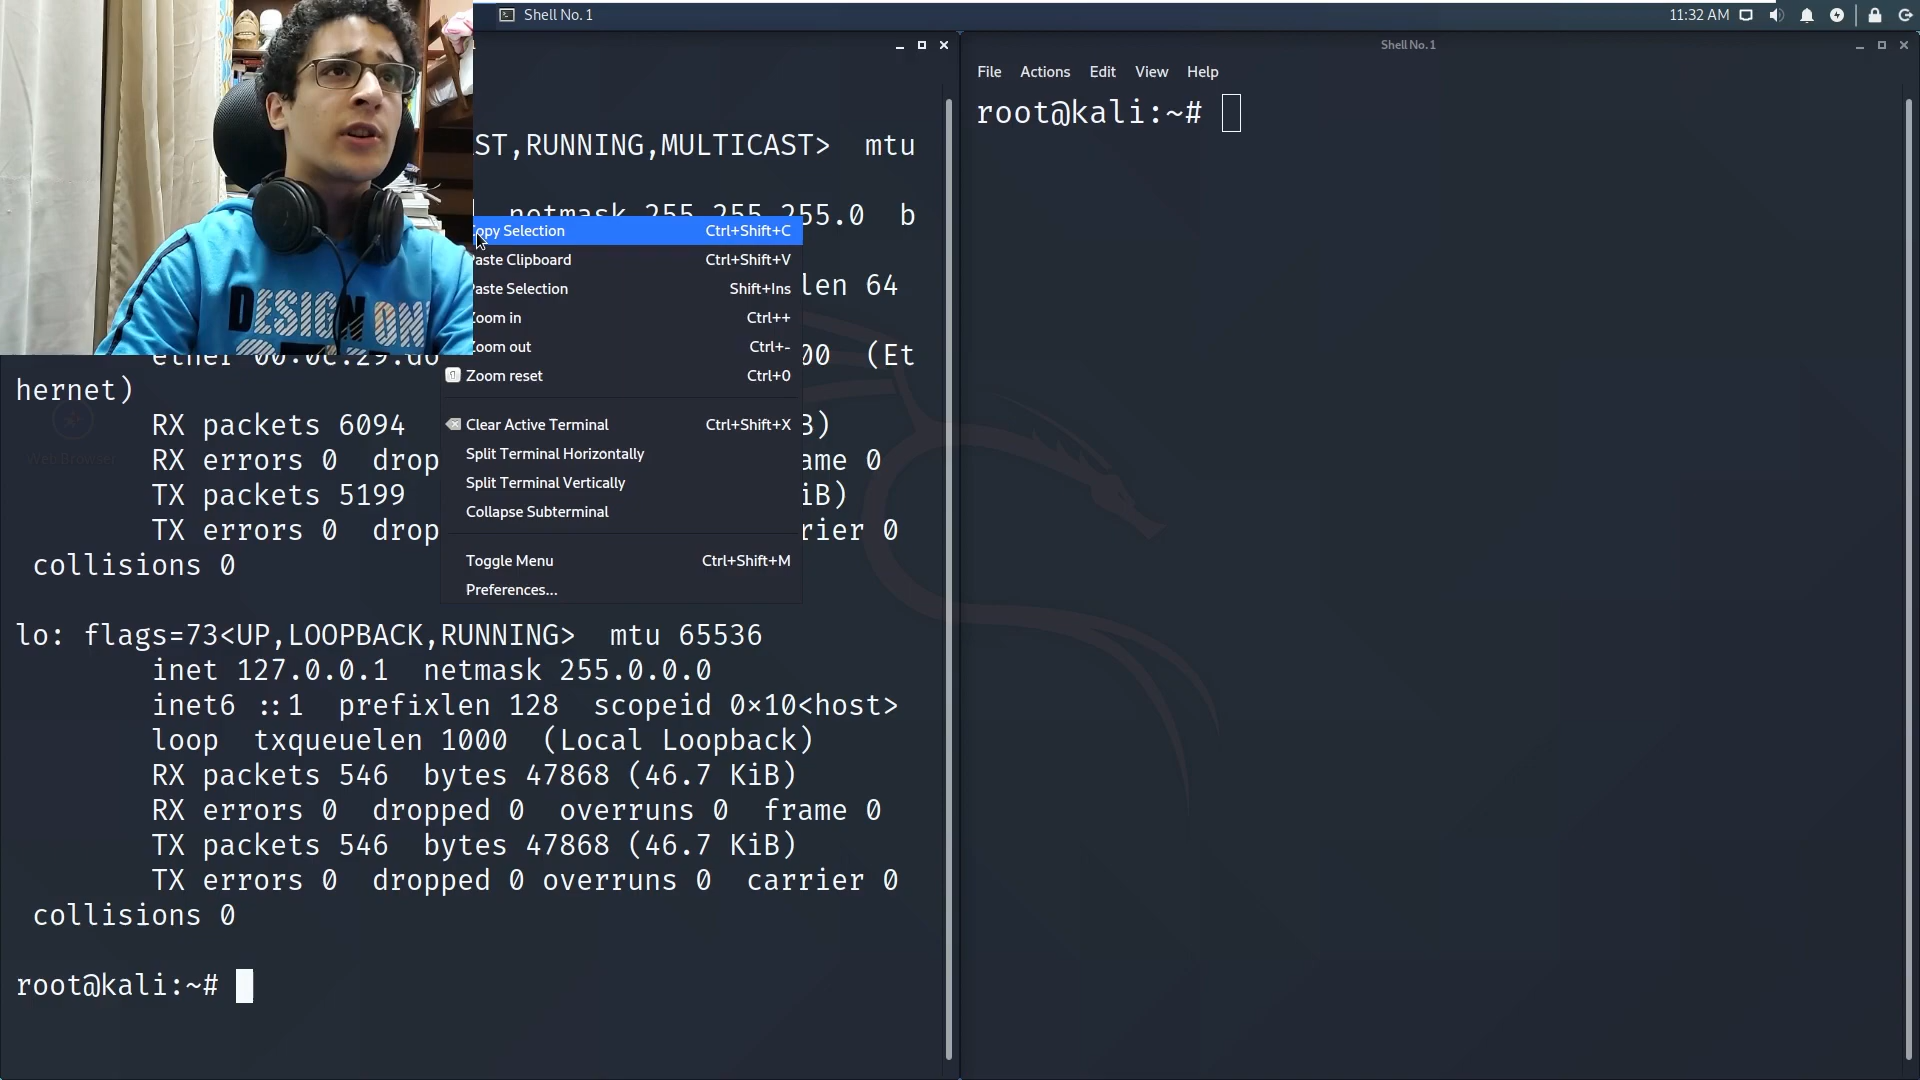 Shell No. 1
11:32 AM
Shell No. 1
File Actions Edit View Help
root@kali:~#
ST,RUNNING,MULTICAST> mtu
netmask 255.255.255.0 b
len 64
00 (Et
hernet)
RX packets 6094 B)
RX errors 0 drop ame 0
TX packets 5199 iB)
TX errors 0 drop rier 0
collisions 0
opy Selection Ctrl+Shift+C
aste Clipboard Ctrl+Shift+V
aste Selection Shift+Ins
oom in Ctrl++
oom out Ctrl+-
Zoom reset Ctrl+0
Clear Active Terminal Ctrl+Shift+X
Split Terminal Horizontally
Split Terminal Vertically
Collapse Subterminal
Toggle Menu Ctrl+Shift+M
Preferences...
DESIGN ON
Web Browser
lo: flags=73<UP,LOOPBACK,RUNNING> mtu 65536
inet 127.0.0.1 netmask 255.0.0.0
inet6 ::1 prefixlen 128 scopeid 0×10<host>
loop txqueuelen 1000 (Local Loopback)
RX packets 546 bytes 47868 (46.7 KiB)
RX errors 0 dropped 0 overruns 0 frame 0
TX packets 546 bytes 47868 (46.7 KiB)
TX errors 0 dropped 0 overruns 0 carrier 0
collisions 0
root@kali:~#